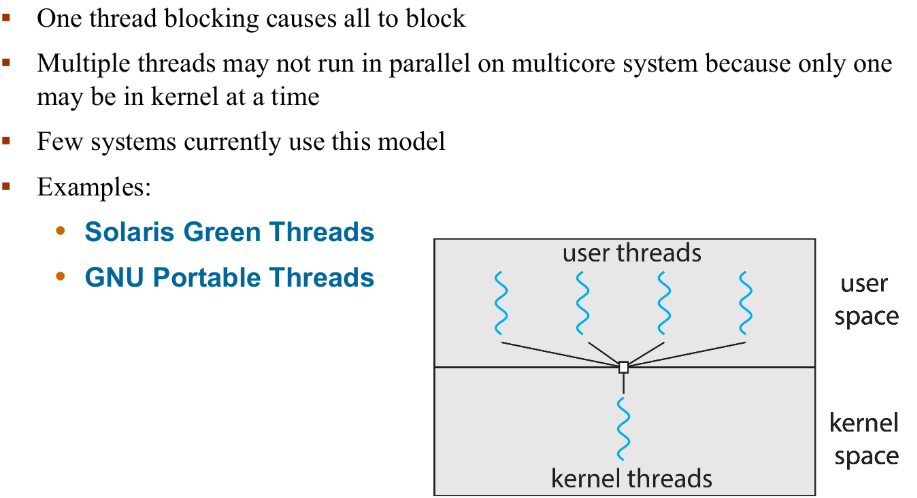 One thread blocking causes all to block
Multiple threads may not run in parallel on multicore system because only one
may be in kernel at a time
Few systems currently use this model
Examples:
Solaris Green Threads
GNU Portable Threads
user threads
user
space
kernel
space
kernel threads